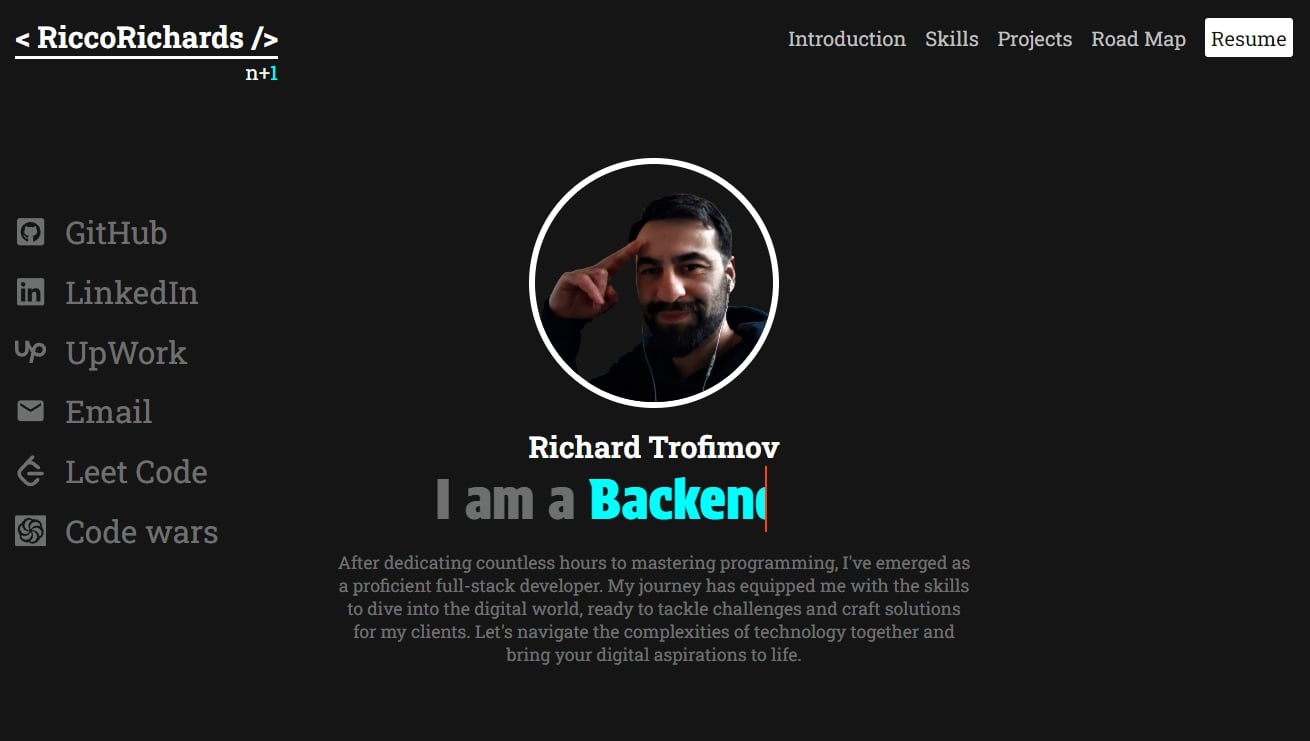 < RiccoRichards />
n+1
Introduction Skills Projects Road Map Resume
GitHub
LinkedIn
UpWork
Email
Leet Code
Code wars
Richard Trofimov
I am a Backend
After dedicating countless hours to mastering programming, I've emerged as
a proficient full-stack developer. My journey has equipped me with the skills
to dive into the digital world, ready to tackle challenges and craft solutions
for my clients. Let's navigate the complexities of technology together and
bring your digital aspirations to life.